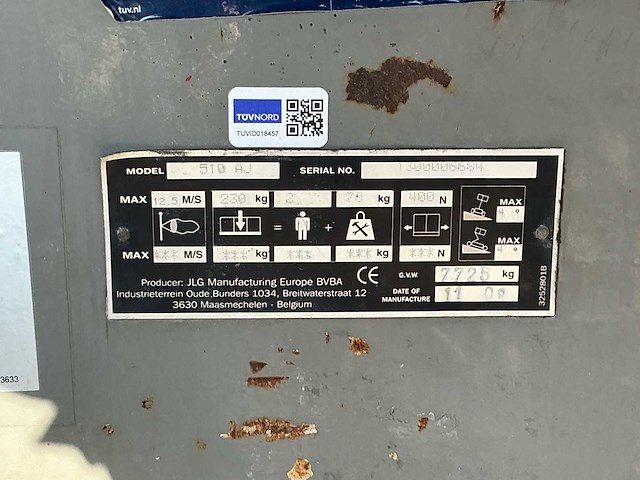 tuv.nl
TÜVNORD
TUVID018457
MODEL 510 AJ SERIAL NO. 1300006684
MAX 12.5 M/S 230 kg 2 70 kg 400 N MAX 4 °
= +
MAX *** M/S *** kg *** *** kg *** N MAX 4 °
Producer: JLG Manufacturing Europe BVBA CE G.V.W. 7725 kg
Industrieterrein Oude Bunders 1034, Breitwaterstraat 12 DATE OF MANUFACTURE 11
3630 Maasmechelen - Belgium
3252801B
3633